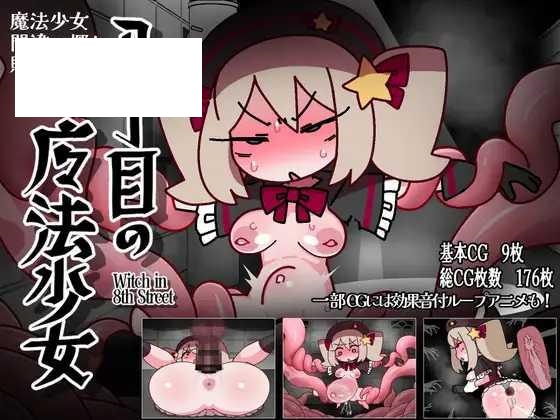 魔法少女
目の
法少女
Witch in
8th Street
基本CG 9枚
総CG枚数 176枚
一部CGには効果音付ループアニメも!